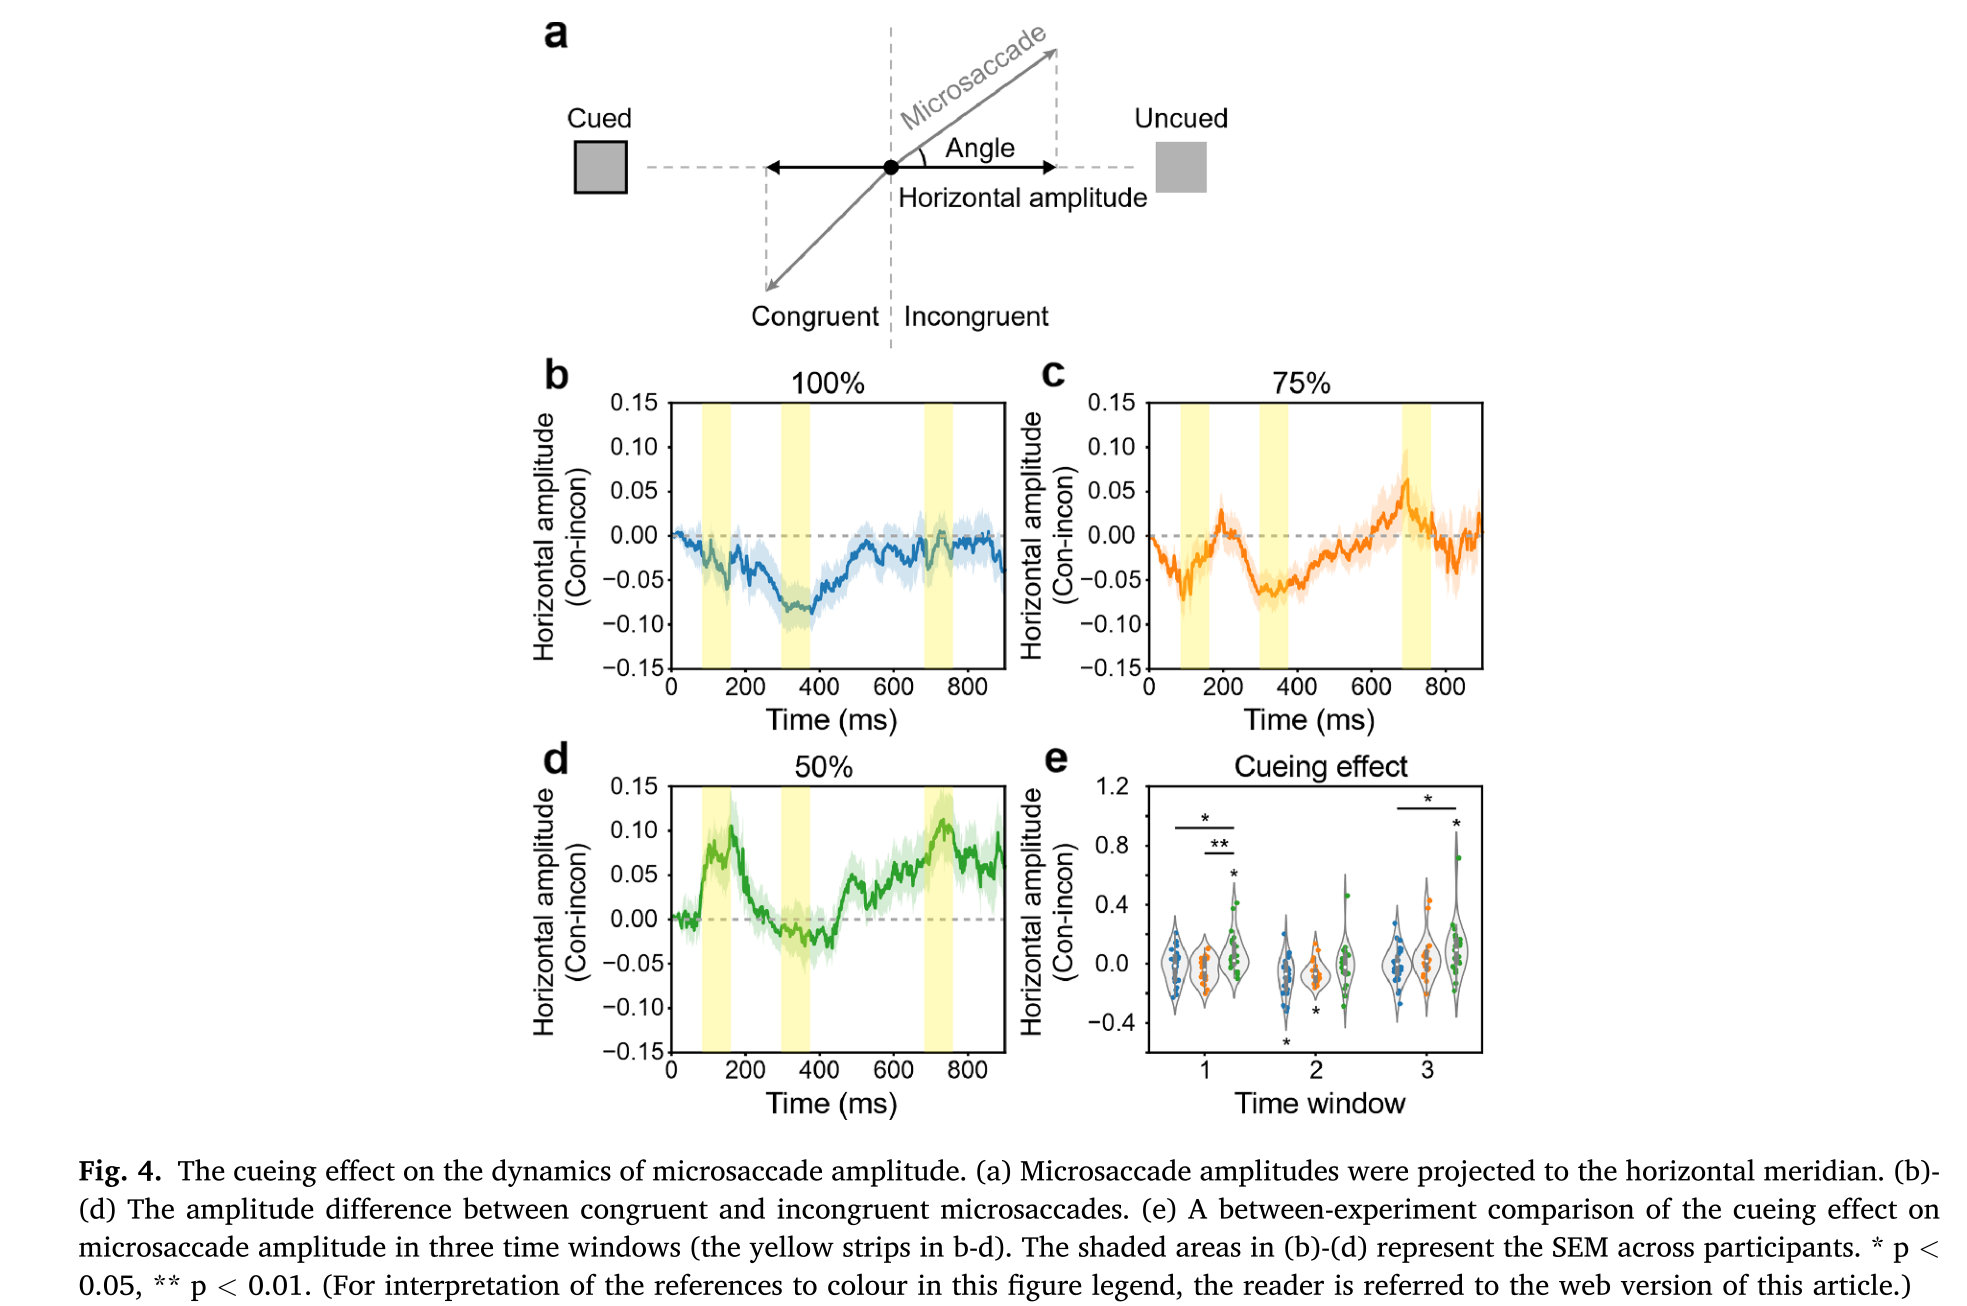 a
Microsaccade
Cued
Uncued
Angle
Horizontal amplitude
Congruent
Incongruent
b
100%
Horizontal amplitude
(Con-incon)
0.15
0.10
0.05
0.00
−0.05
−0.10
−0.15
0 200 400 600 800
Time (ms)
c
75%
Horizontal amplitude
(Con-incon)
0.15
0.10
0.05
0.00
−0.05
−0.10
−0.15
0 200 400 600 800
Time (ms)
d
50%
Horizontal amplitude
(Con-incon)
0.15
0.10
0.05
0.00
−0.05
−0.10
−0.15
0 200 400 600 800
Time (ms)
e
Cueing effect
Horizontal amplitude
(Con-incon)
1.2
0.8
0.4
0.0
−0.4
*
**
*
*
*
*
*
1 2 3
Time window
Fig. 4. The cueing effect on the dynamics of microsaccade amplitude. (a) Microsaccade amplitudes were projected to the horizontal meridian. (b)-
(d) The amplitude difference between congruent and incongruent microsaccades. (e) A between-experiment comparison of the cueing effect on
microsaccade amplitude in three time windows (the yellow strips in b-d). The shaded areas in (b)-(d) represent the SEM across participants. * p <
0.05, ** p < 0.01. (For interpretation of the references to colour in this figure legend, the reader is referred to the web version of this article.)